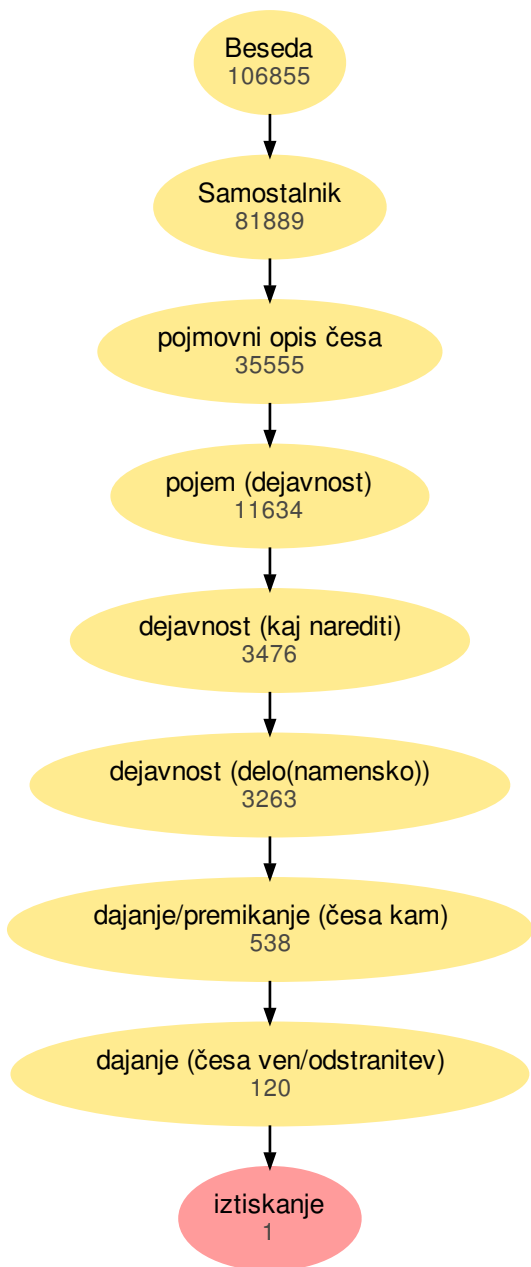 Beseda
106855
Samostalnik
81889
pojmovni opis česa
35555
pojem (dejavnost)
11634
dejavnost (kaj narediti)
3476
dejavnost (delo(namensko))
3263
dajanje/premikanje (česa kam)
538
dajanje (česa ven/odstranitev)
120
iztiskanje
1